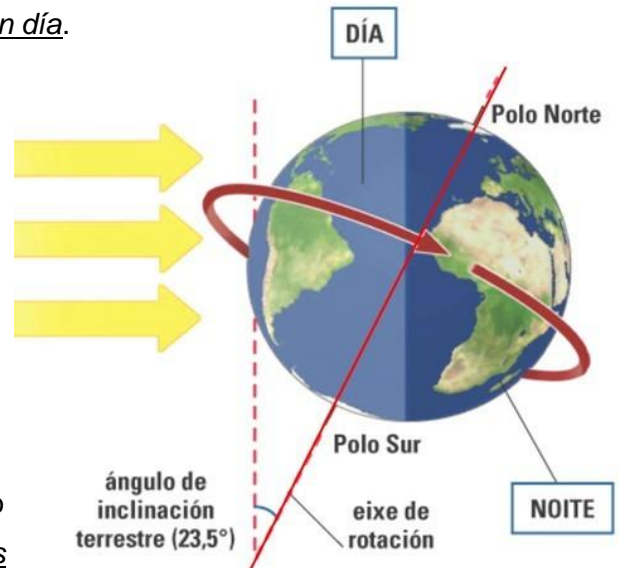 n día.
DÍA
Polo Norte
Polo Sur
ángulo de
inclinación
terrestre (23,5°)
eixe de
rotación
NOITE
o
s